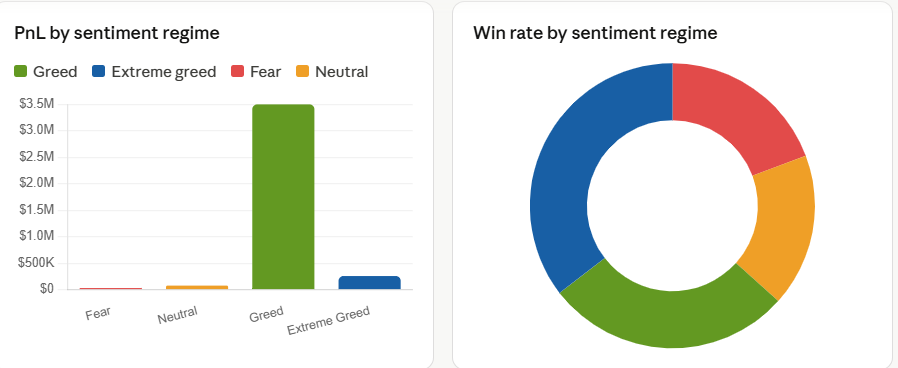 PnL by sentiment regime
Greed Extreme greed Fear Neutral
$3.5M
$3.0M
$2.5M
$2.0M
$1.5M
$1.0M
$500K
$0
Fear
Neutral
Greed
Extreme Greed
Win rate by sentiment regime